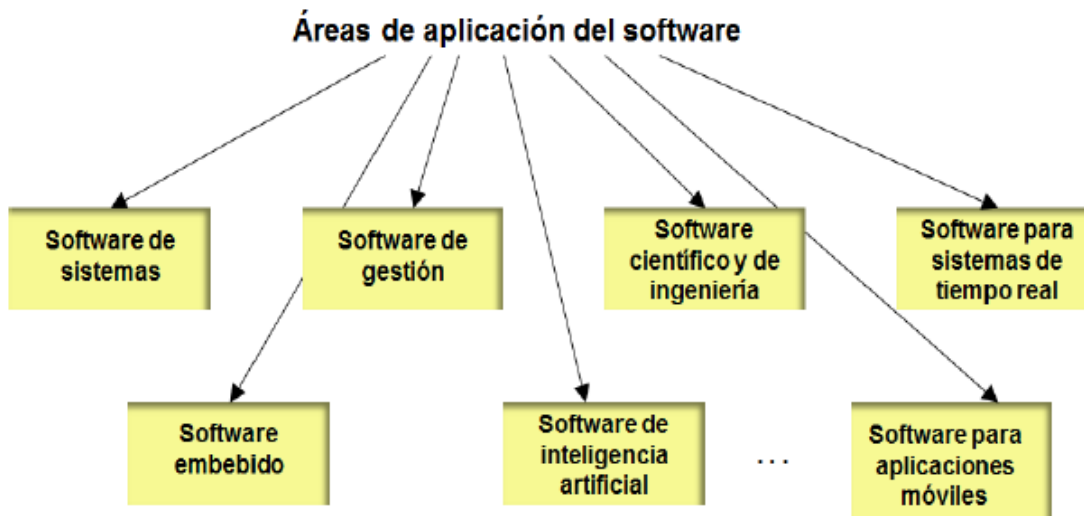 Áreas de aplicación del software
Software de
sistemas
Software de
gestión
Software
científico y de
ingeniería
Software para
sistemas de
tiempo real
Software
embebido
Software de
inteligencia
artificial
...
Software para
aplicaciones
móviles